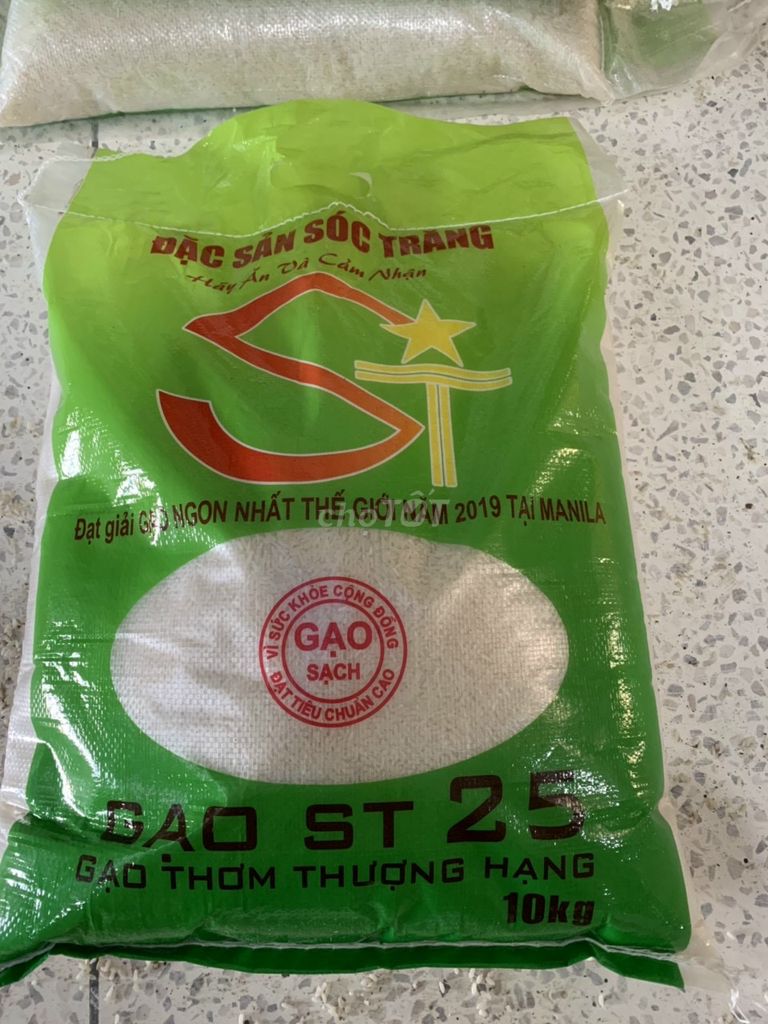 ĐẶC SẢN SÓC TRĂNG
Hãy Ăn Và Cảm Nhận
ST
Đạt giải GẠO NGON NHẤT THẾ GIỚI NĂM 2019 TẠI MANILA
chợTỐT
VÌ SỨC KHỎE CỘNG ĐỒNG
GẠO
SẠCH
ĐẠT TIÊU CHUẨN CAO
GẠO ST 25
GẠO THƠM THƯỢNG HẠNG
10kg